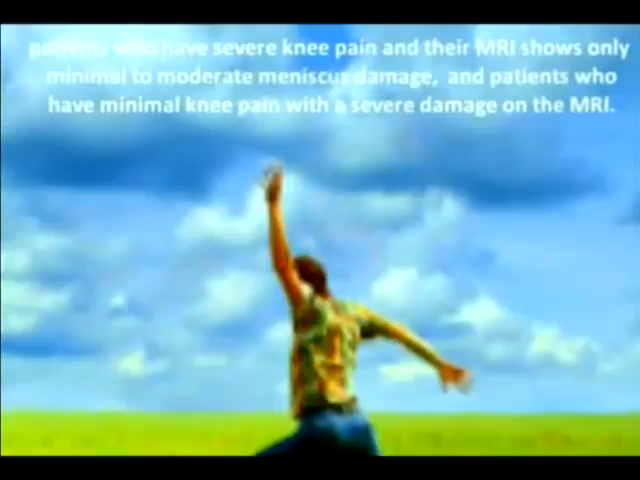 patients who have severe knee pain and their MRI shows only
minimal to moderate meniscus damage, and patients who
have minimal knee pain with a severe damage on the MRI.